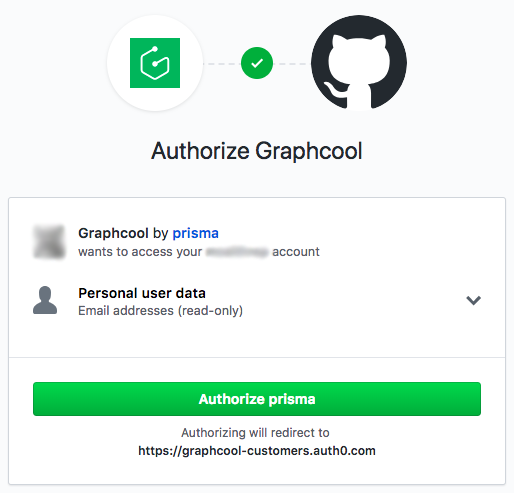 Authorize Graphcool
Graphcool by prisma
wants to access your account
Personal user data
Email addresses (read-only)
Authorize prisma
Authorizing will redirect to
https://graphcool-customers.auth0.com